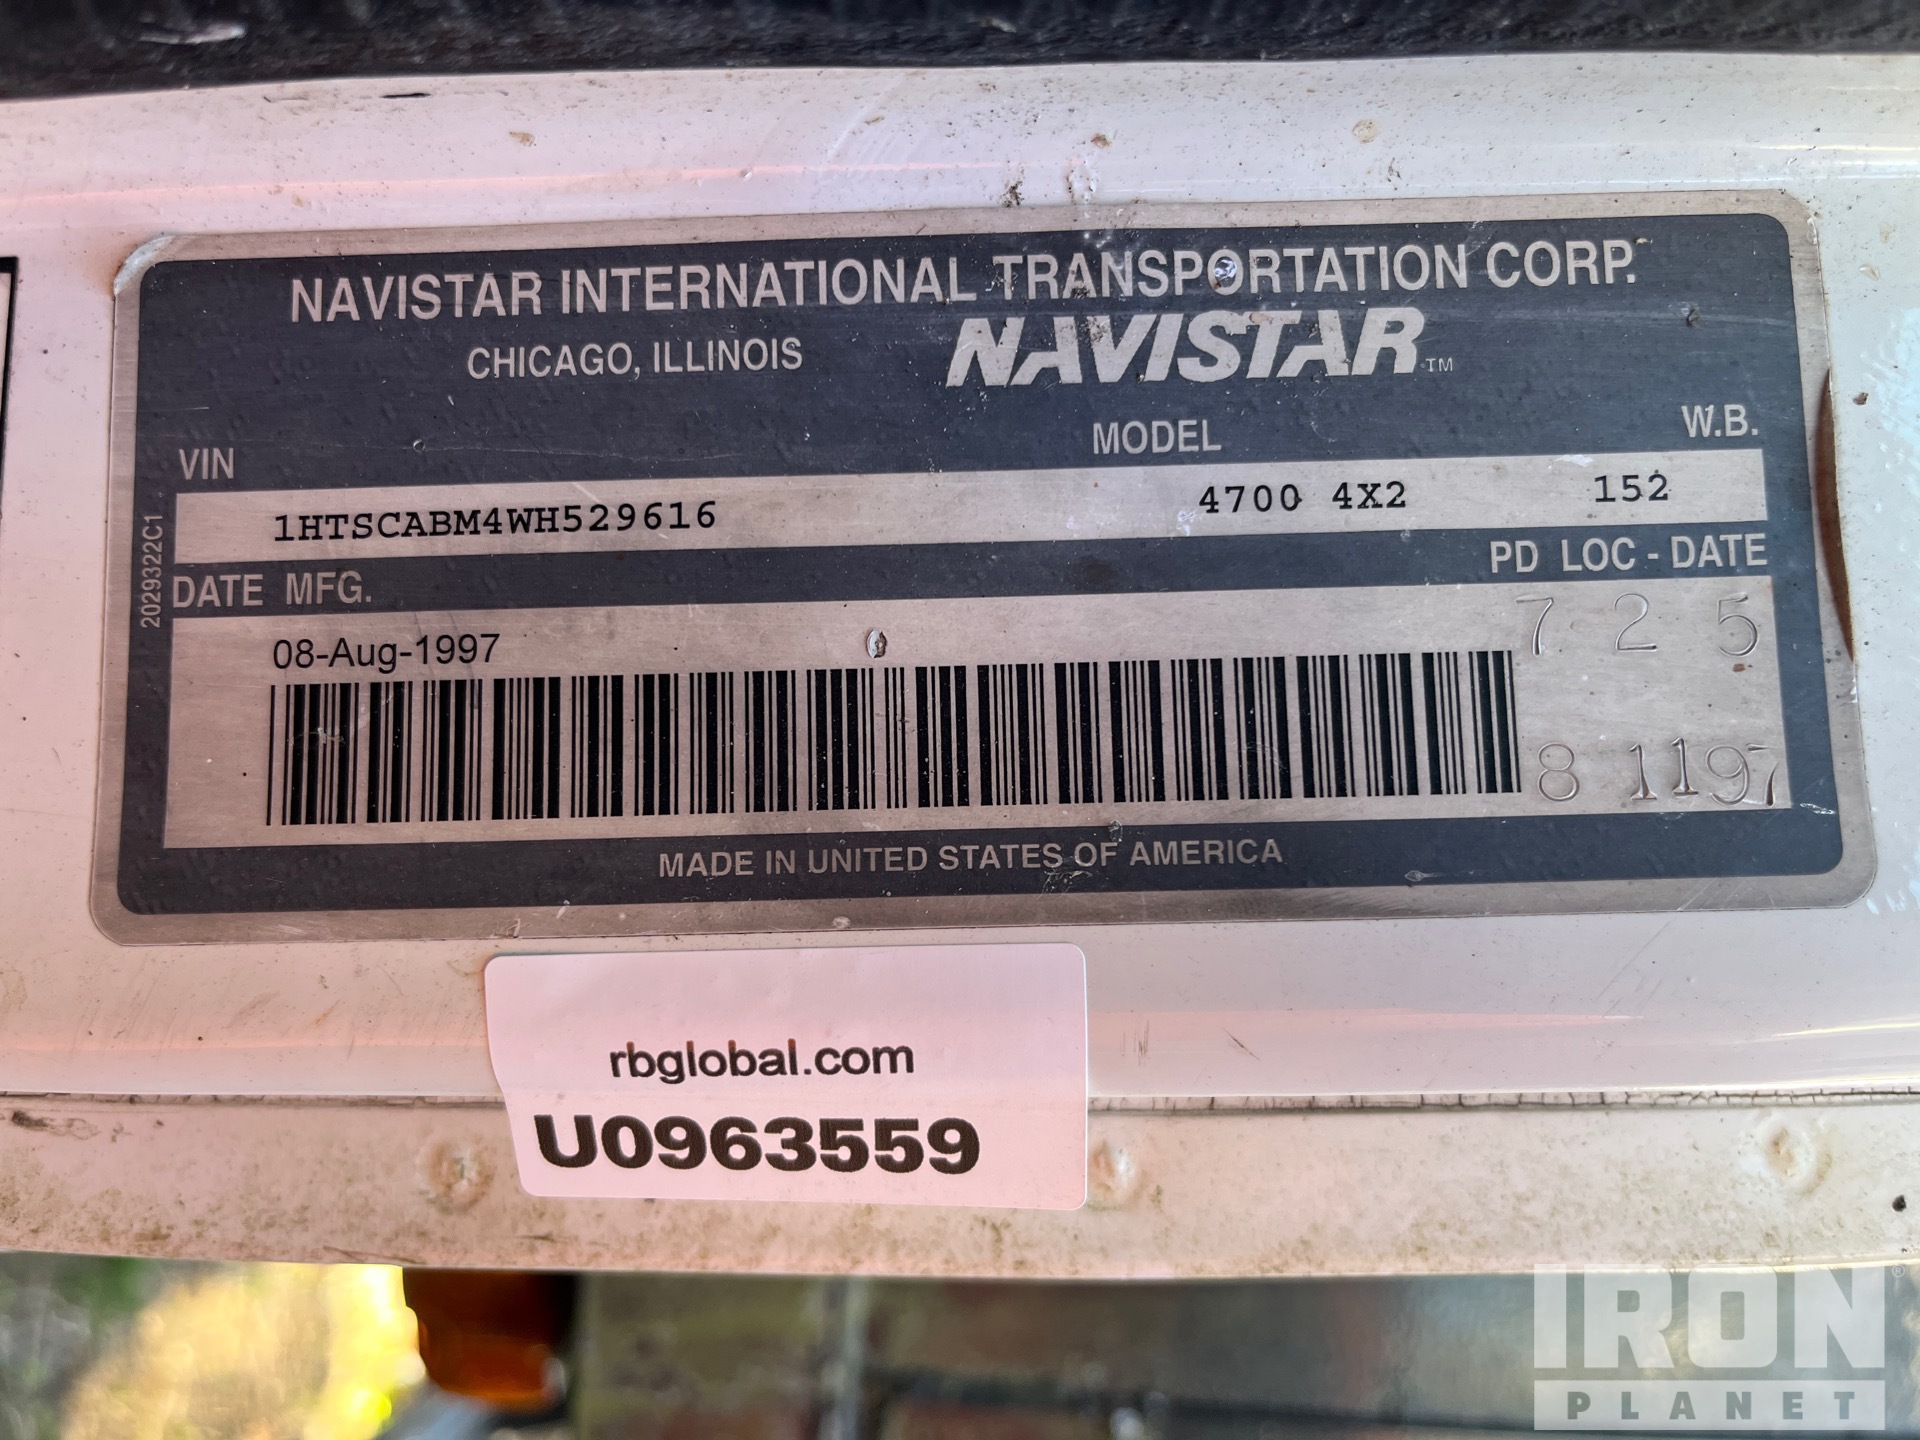 NAVISTAR INTERNATIONAL TRANSPORTATION CORP.
CHICAGO, ILLINOIS NAVISTAR™
VIN MODEL W.B.
1HTSCABM4WH529616 4700 4X2 152
2029322C1
DATE MFG. PD LOC - DATE
08-Aug-1997 7 2 5
8 1197
MADE IN UNITED STATES OF AMERICA
rbglobal.com
U0963559
IRON®
PLANET